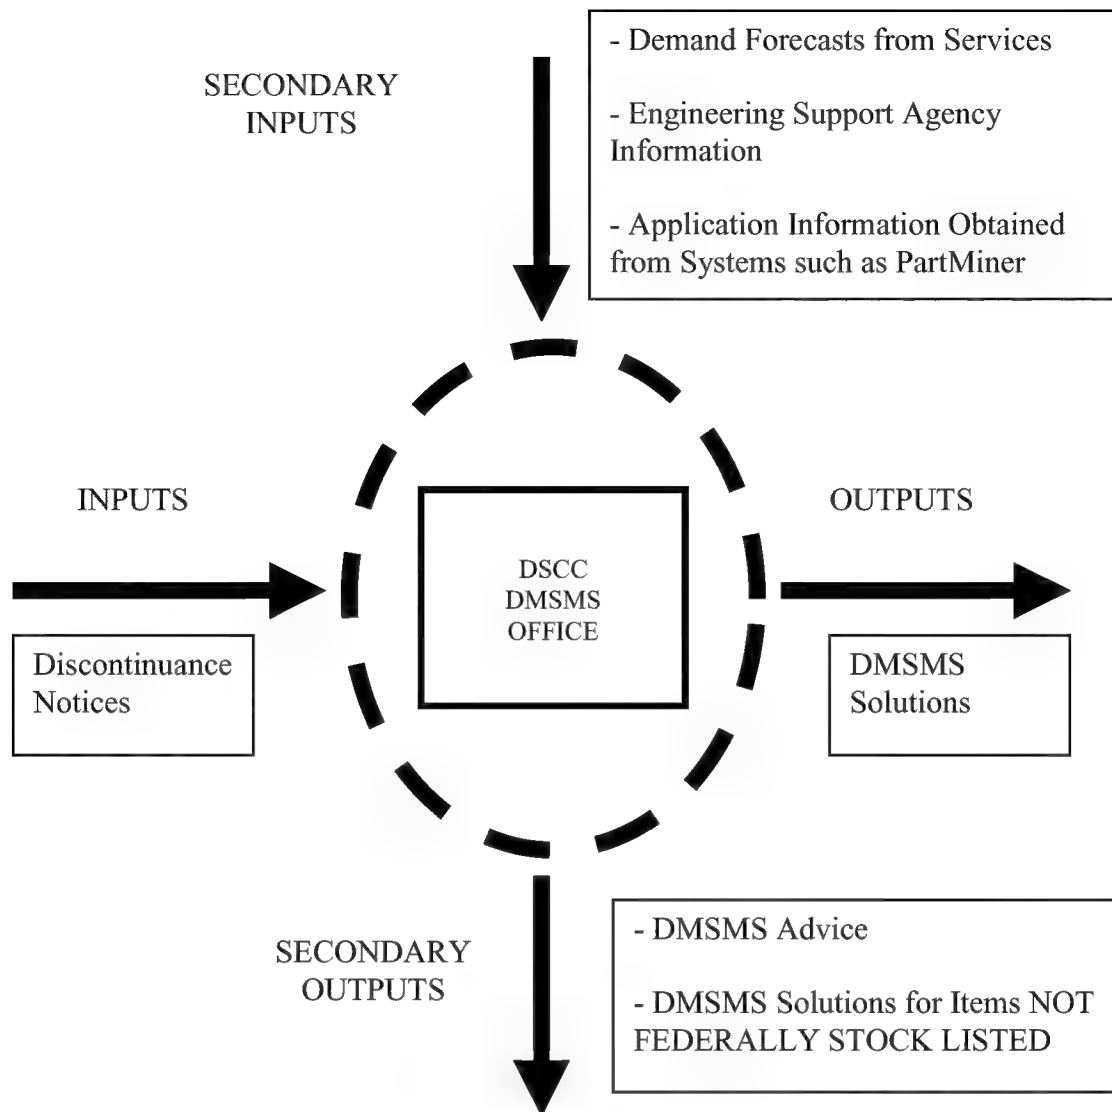 SECONDARY
INPUTS
- Demand Forecasts from Services
- Engineering Support Agency
Information
- Application Information Obtained
from Systems such as PartMiner
INPUTS
Discontinuance
Notices
DSCC
DMSMS
OFFICE
OUTPUTS
DMSMS
Solutions
SECONDARY
OUTPUTS
- DMSMS Advice
- DMSMS Solutions for Items NOT
FEDERALLY STOCK LISTED